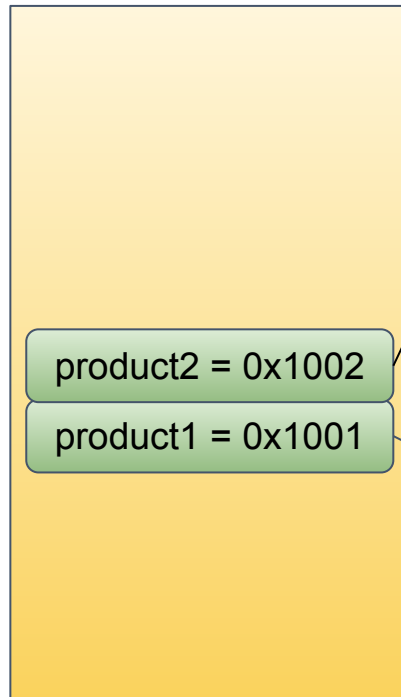 product2 = 0x1002
product1 = 0x1001